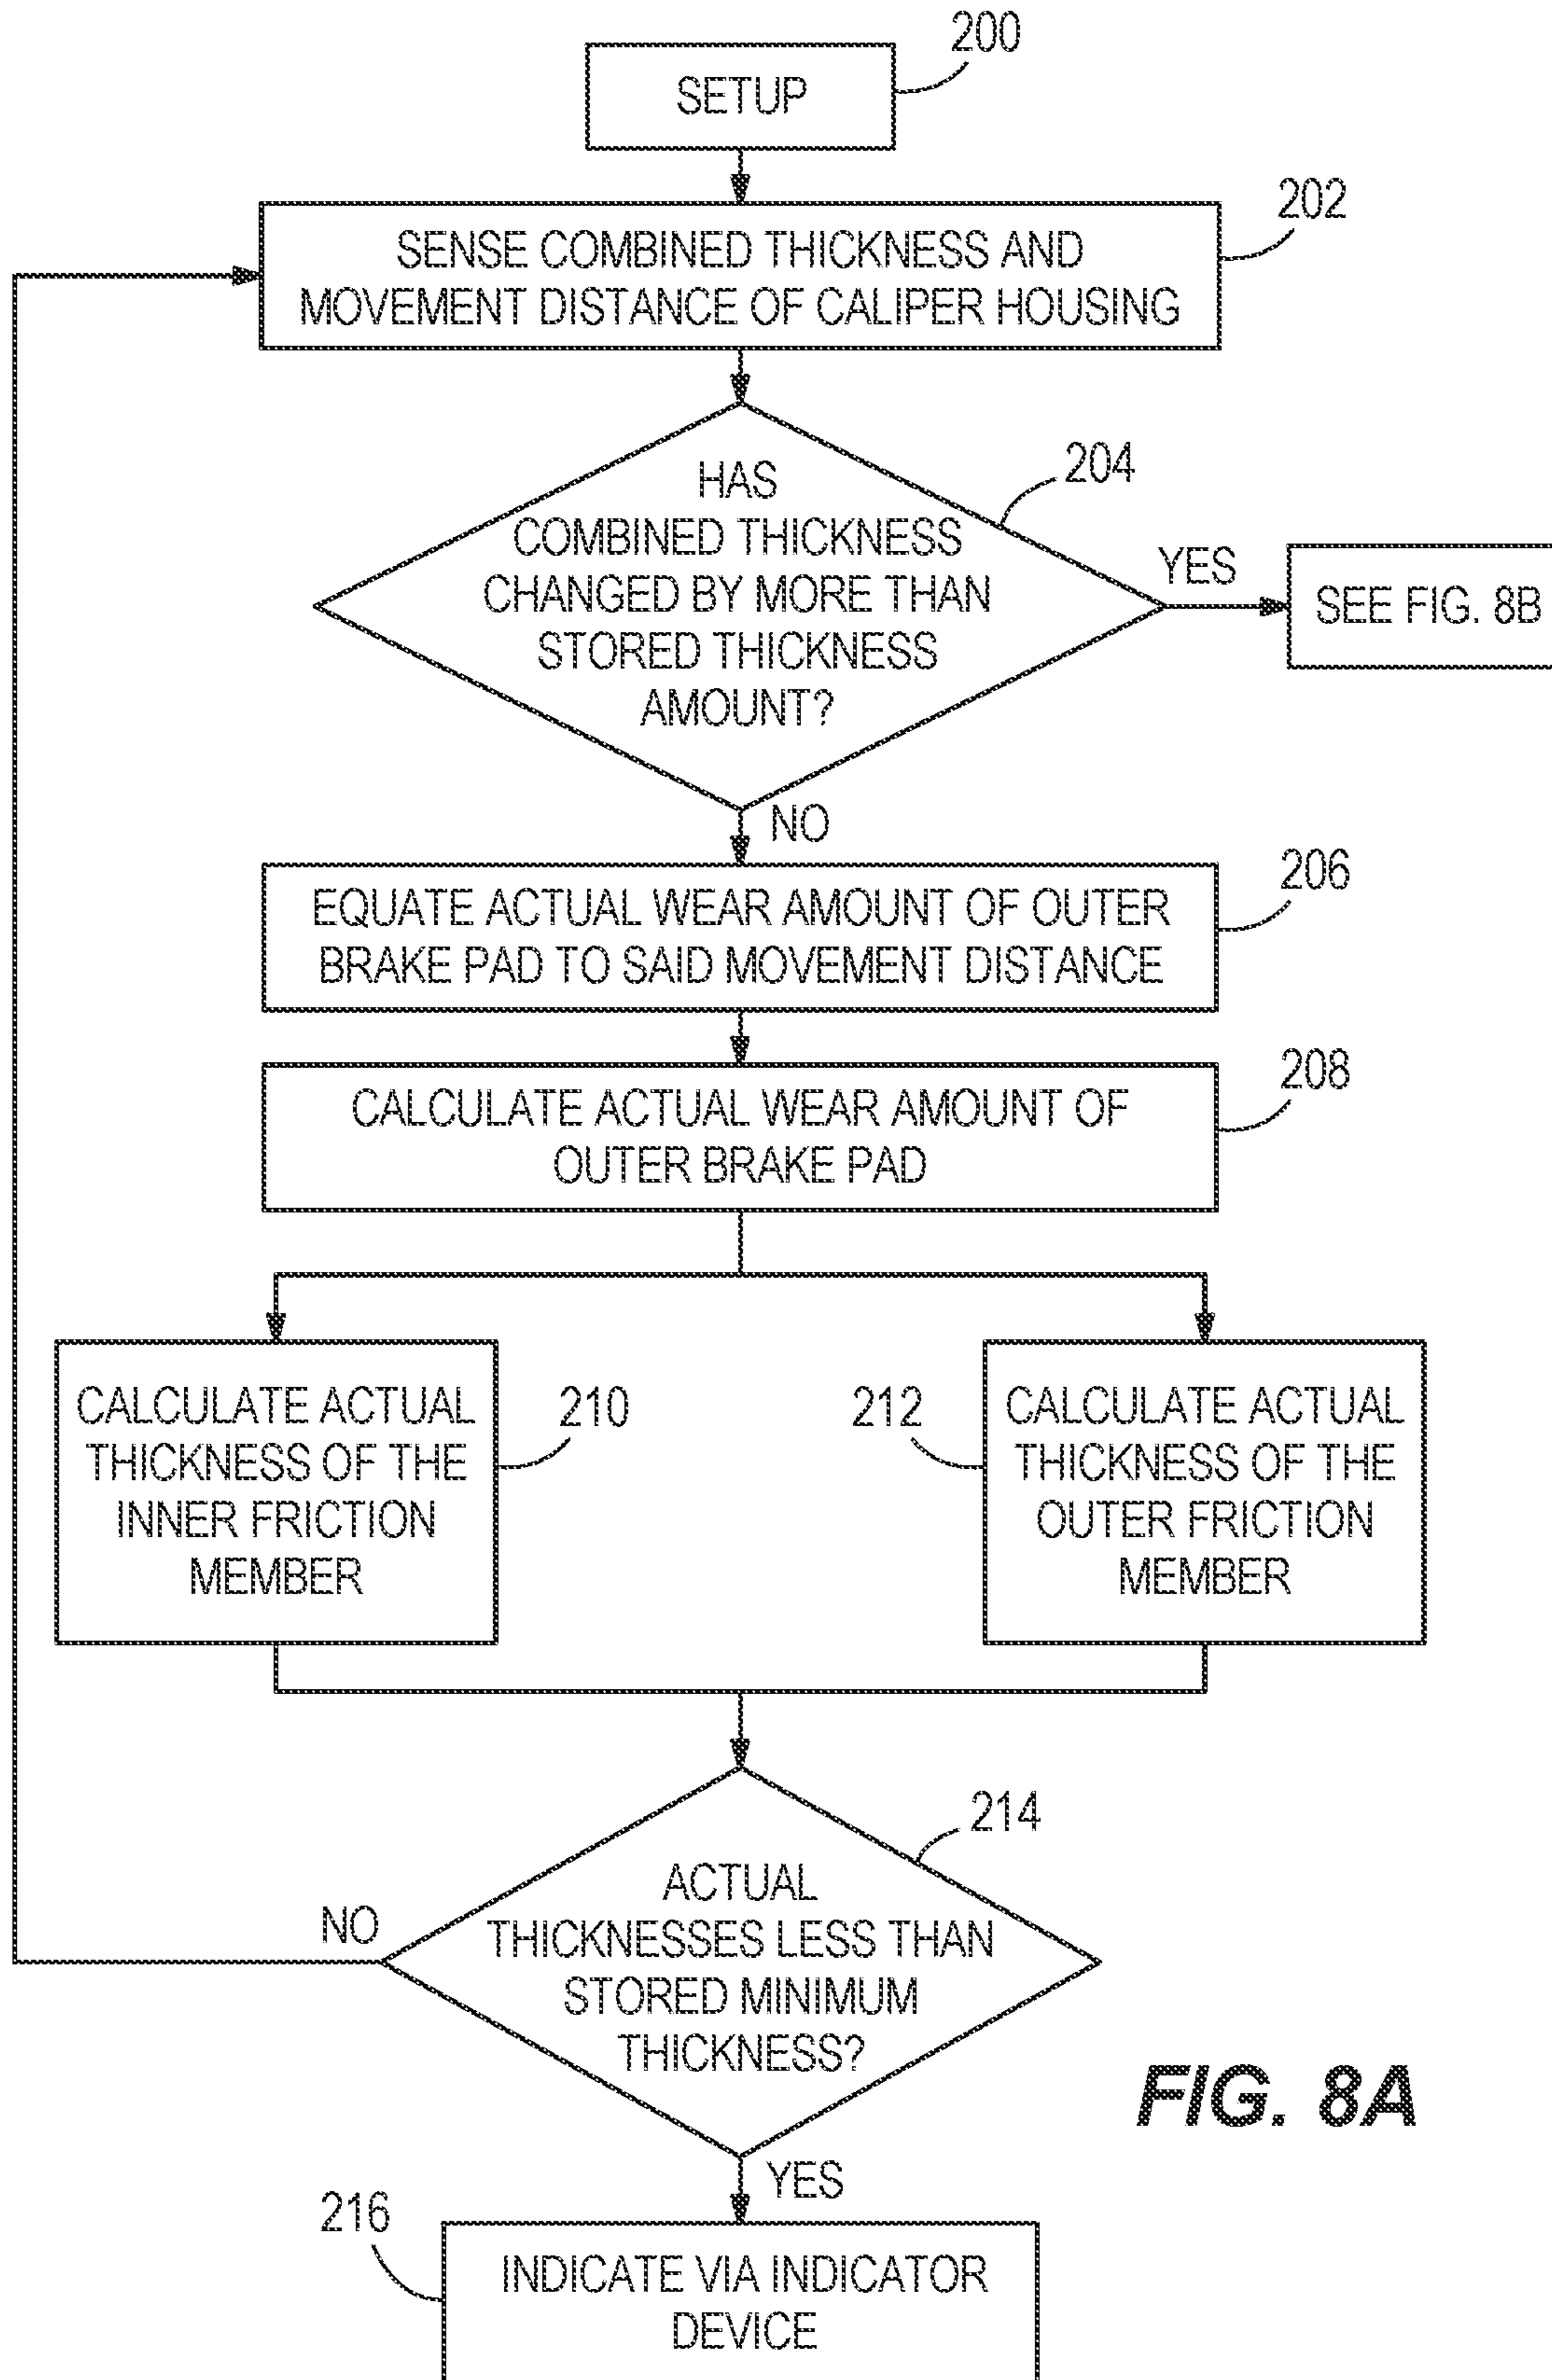 200
SETUP
202
SENSE COMBINED THICKNESS AND
MOVEMENT DISTANCE OF CALIPER HOUSING
204
HAS
COMBINED THICKNESS
CHANGED BY MORE THAN
STORED THICKNESS
AMOUNT?
YES
SEE FIG. 8B
NO
206
EQUATE ACTUAL WEAR AMOUNT OF OUTER
BRAKE PAD TO SAID MOVEMENT DISTANCE
208
CALCULATE ACTUAL WEAR AMOUNT OF
OUTER BRAKE PAD
CALCULATE ACTUAL
THICKNESS OF THE
INNER FRICTION
MEMBER
210
212
CALCULATE ACTUAL
THICKNESS OF THE
OUTER FRICTION
MEMBER
214
ACTUAL
THICKNESSES LESS THAN
STORED MINIMUM
THICKNESS?
NO
YES
FIG. 8A
216
INDICATE VIA INDICATOR
DEVICE